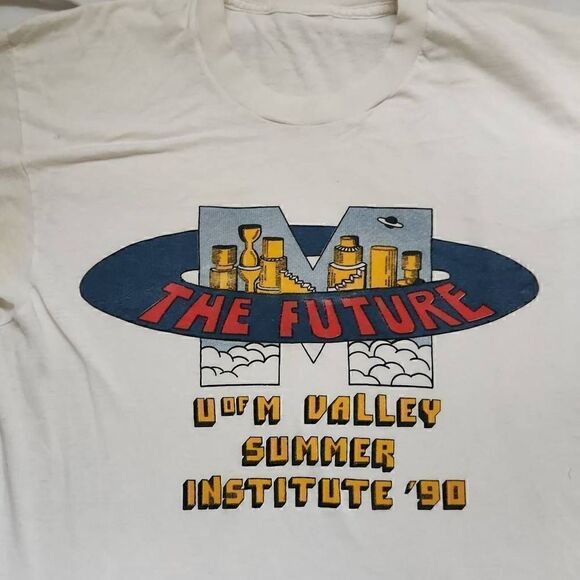 M
THE FUTURE
U OF M VALLEY
SUMMER
INSTITUTE '90